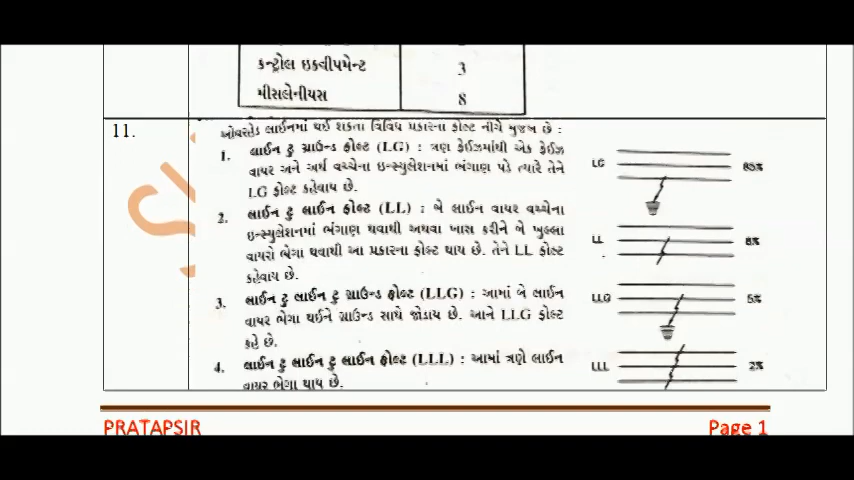 કન્ટ્રોલ ઇકવીપમેન્ટ 3
મીસલેનીયસ 8
11.
ઓવરહેડ લાઈનમાં થઈ શકતા વિવિધ પ્રકારના ફોલ્ટ નીચે મુજબ છે :
1. લાઈન ટુ ગ્રાઉન્ડ ફોલ્ટ (LG) : ત્રણ ફેઈઝમાંથી એક ફેઈઝ
વાયર અને અર્થ વચ્ચેના ઇન્સ્યુલેશનમાં ભંગાણ પડે ત્યારે તેને
LG ફોલ્ટ કહેવાય છે.
LG 85%
2. લાઈન ટુ લાઈન ફોલ્ટ (LL) : બે લાઈન વાયર વચ્ચેના
ઇન્સ્યુલેશનમાં ભંગાણ થવાથી અથવા ખાસ કરીને બે ખુલ્લા
વાયરો ભેગા થવાથી આ પ્રકારના ફોલ્ટ થાય છે. તેને LL ફોલ્ટ
કહેવાય છે.
LL 8%
3. લાઈન ટુ લાઈન ટુ ગ્રાઉન્ડ ફોલ્ટ (LLG) : આમાં બે લાઈન
વાયર ભેગા થઈને ગ્રાઉન્ડ સાથે જોડાય છે. આને LLG ફોલ્ટ
કહે છે.
LLG 5%
4. લાઈન ટુ લાઈન ટુ લાઈન ફોલ્ટ (LLL) : આમાં ત્રણે લાઈન
વાયર ભેગા થાય છે.
LLL 2%
PRATAPSIR Page 1